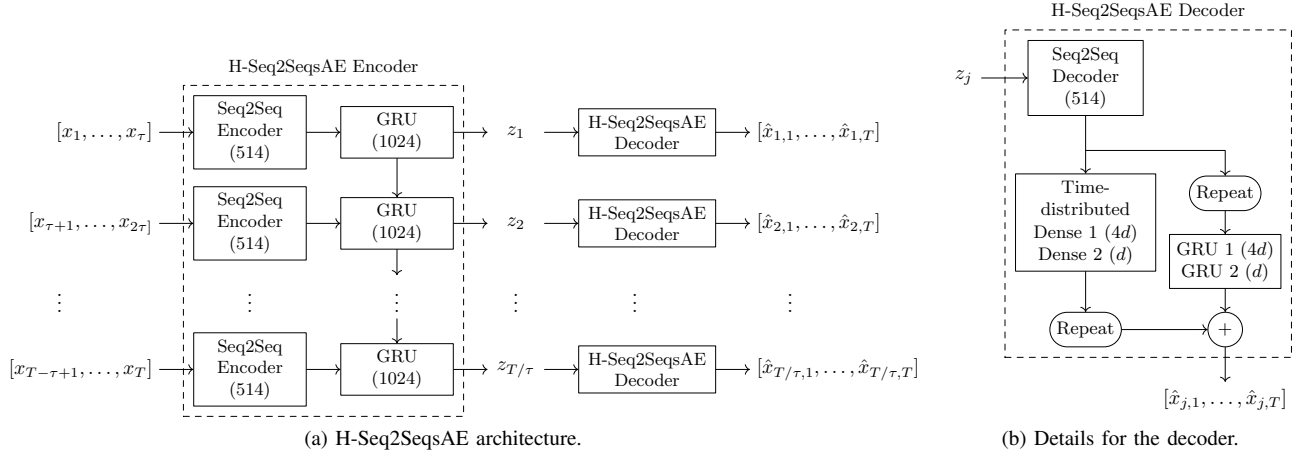 H-Seq2SeqsAE Encoder
[x_1, . . . , x_τ]
Seq2Seq
Encoder
(514)
GRU
(1024)
z_1
H-Seq2SeqsAE
Decoder
[x̂_{1,1}, . . . , x̂_{1,T}]
[x_{τ+1}, . . . , x_{2τ]}
Seq2Seq
Encoder
(514)
GRU
(1024)
z_2
H-Seq2SeqsAE
Decoder
[x̂_{2,1}, . . . , x̂_{2,T}]
⋮ ⋮ ⋮ ⋮ ⋮ ⋮
[x_{T−τ+1}, . . . , x_T]
Seq2Seq
Encoder
(514)
GRU
(1024)
z_{T/τ}
H-Seq2SeqsAE
Decoder
[x̂_{T/τ,1}, . . . , x̂_{T/τ,T}]
(a) H-Seq2SeqsAE architecture.
H-Seq2SeqsAE Decoder
z_j
Seq2Seq
Decoder
(514)
Time-
distributed
Dense 1 (4d)
Dense 2 (d)
Repeat
GRU 1 (4d)
GRU 2 (d)
Repeat
+
[x̂_{j,1}, . . . , x̂_{j,T}]
(b) Details for the decoder.